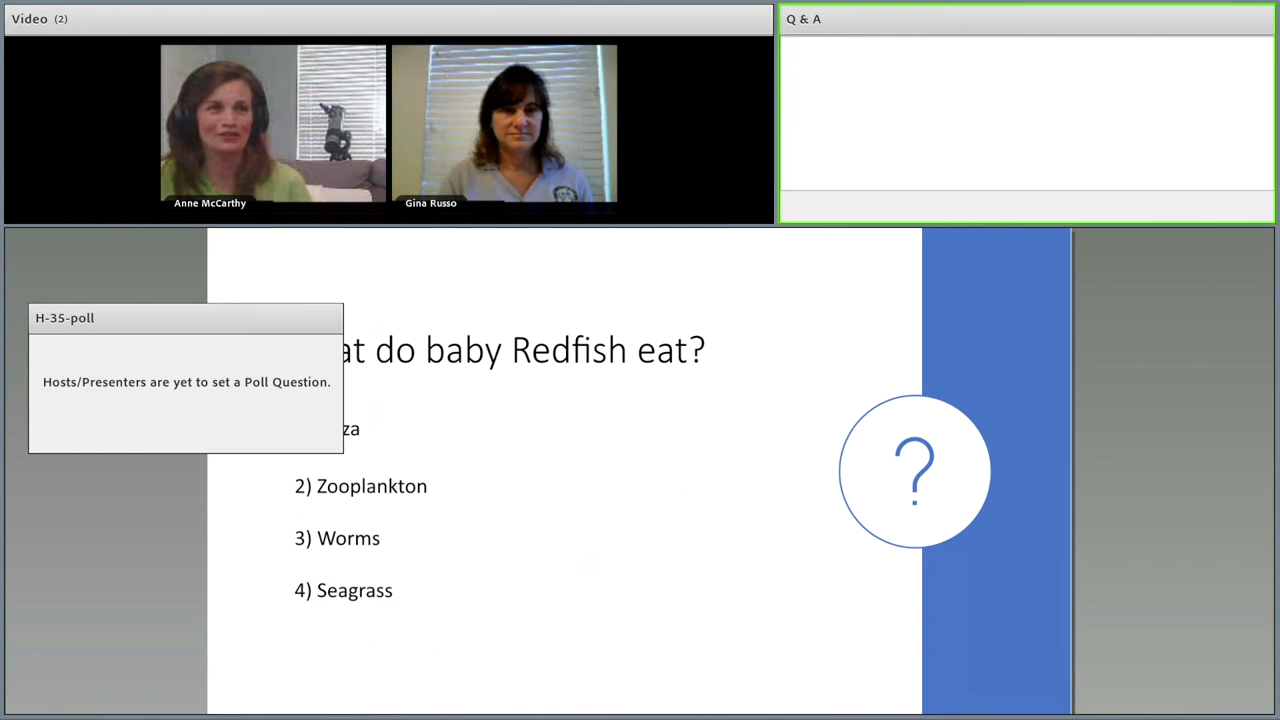 Video (2)
Q & A
Anne McCarthy
Gina Russo
H-35-poll
Hosts/Presenters are yet to set a Poll Question.
at do baby Redfish eat?
za
2) Zooplankton
3) Worms
4) Seagrass
?